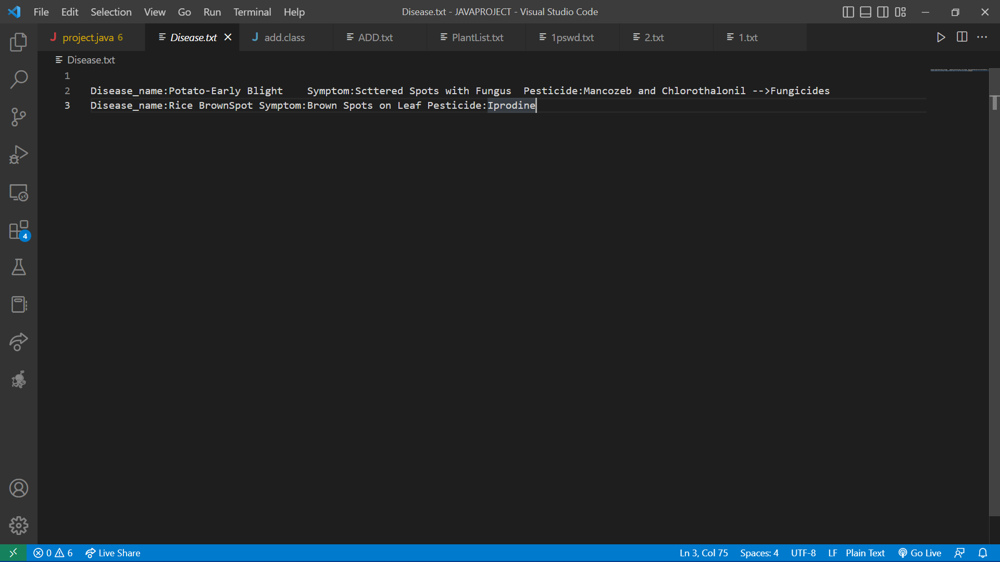 File Edit Selection View Go Run Terminal Help Disease.txt - JAVAPROJECT - Visual Studio Code
project.java 6 Disease.txt add.class ADD.txt PlantList.txt 1pswd.txt 2.txt 1.txt
Disease.txt
1
2 Disease_name:Potato-Early Blight    Symptom:Scttered Spots with Fungus  Pesticide:Mancozeb and Chlorothalonil -->Fungicides
3 Disease_name:Rice BrownSpot Symptom:Brown Spots on Leaf Pesticide:Iprodine
4
0 6 Live Share Ln 3, Col 75 Spaces: 4 UTF-8 LF Plain Text Go Live